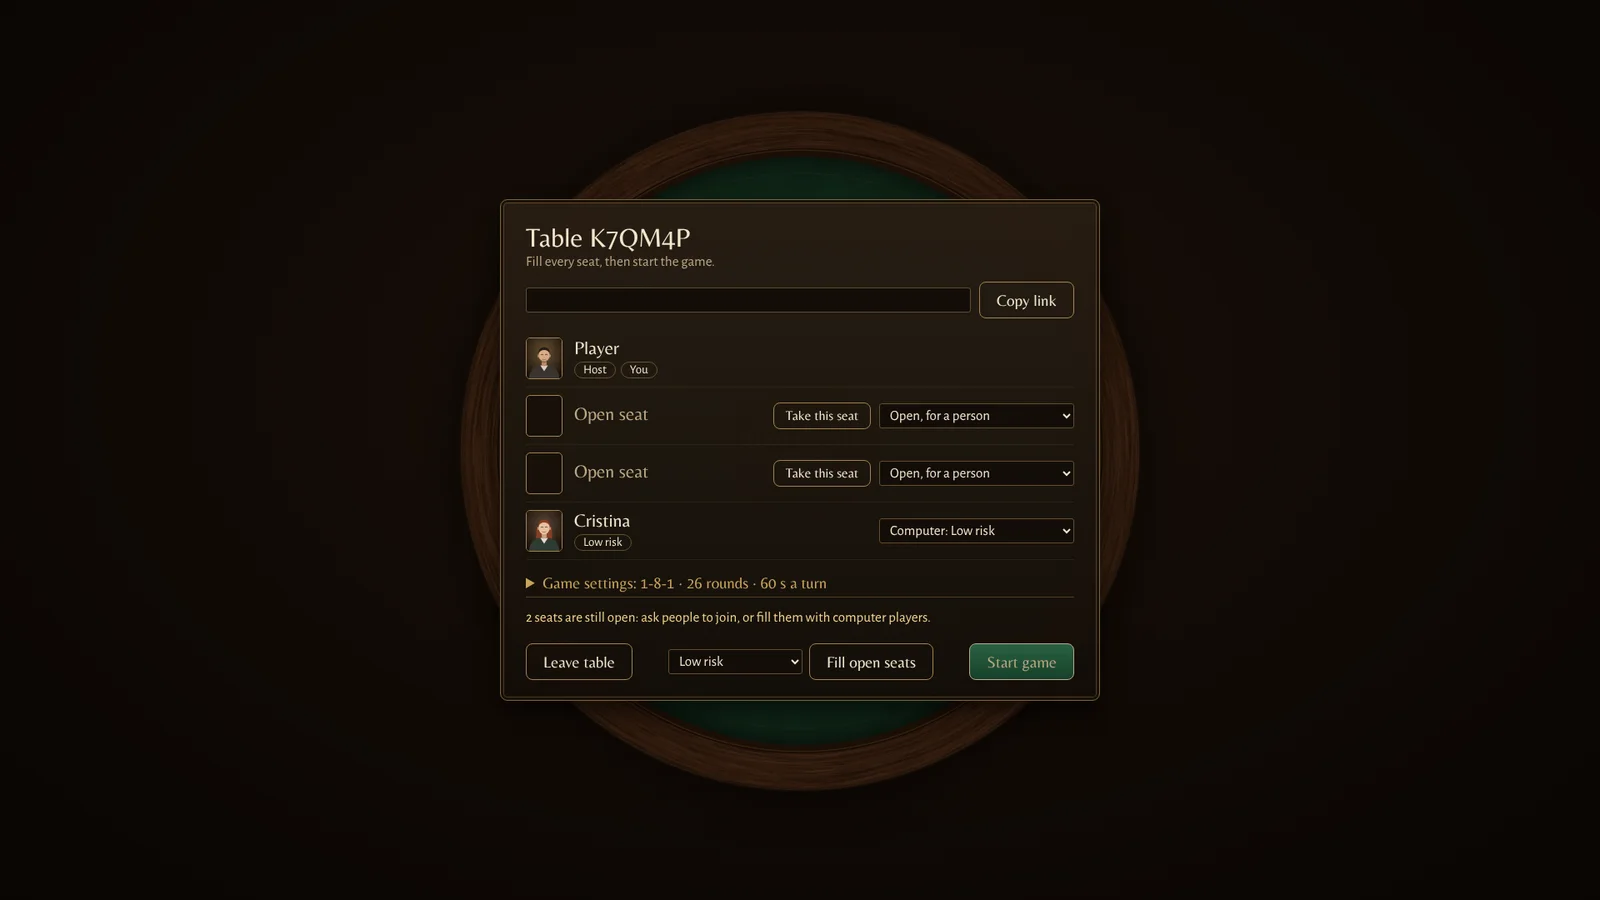 Table K7QM4P
Fill every seat, then start the game.
Copy link
Player
Host You
Open seat Take this seat Open, for a person
Open seat Take this seat Open, for a person
Cristina
Low risk Computer: Low risk
Game settings: 1-8-1 · 26 rounds · 60 s a turn
2 seats are still open: ask people to join, or fill them with computer players.
Leave table Low risk Fill open seats Start game